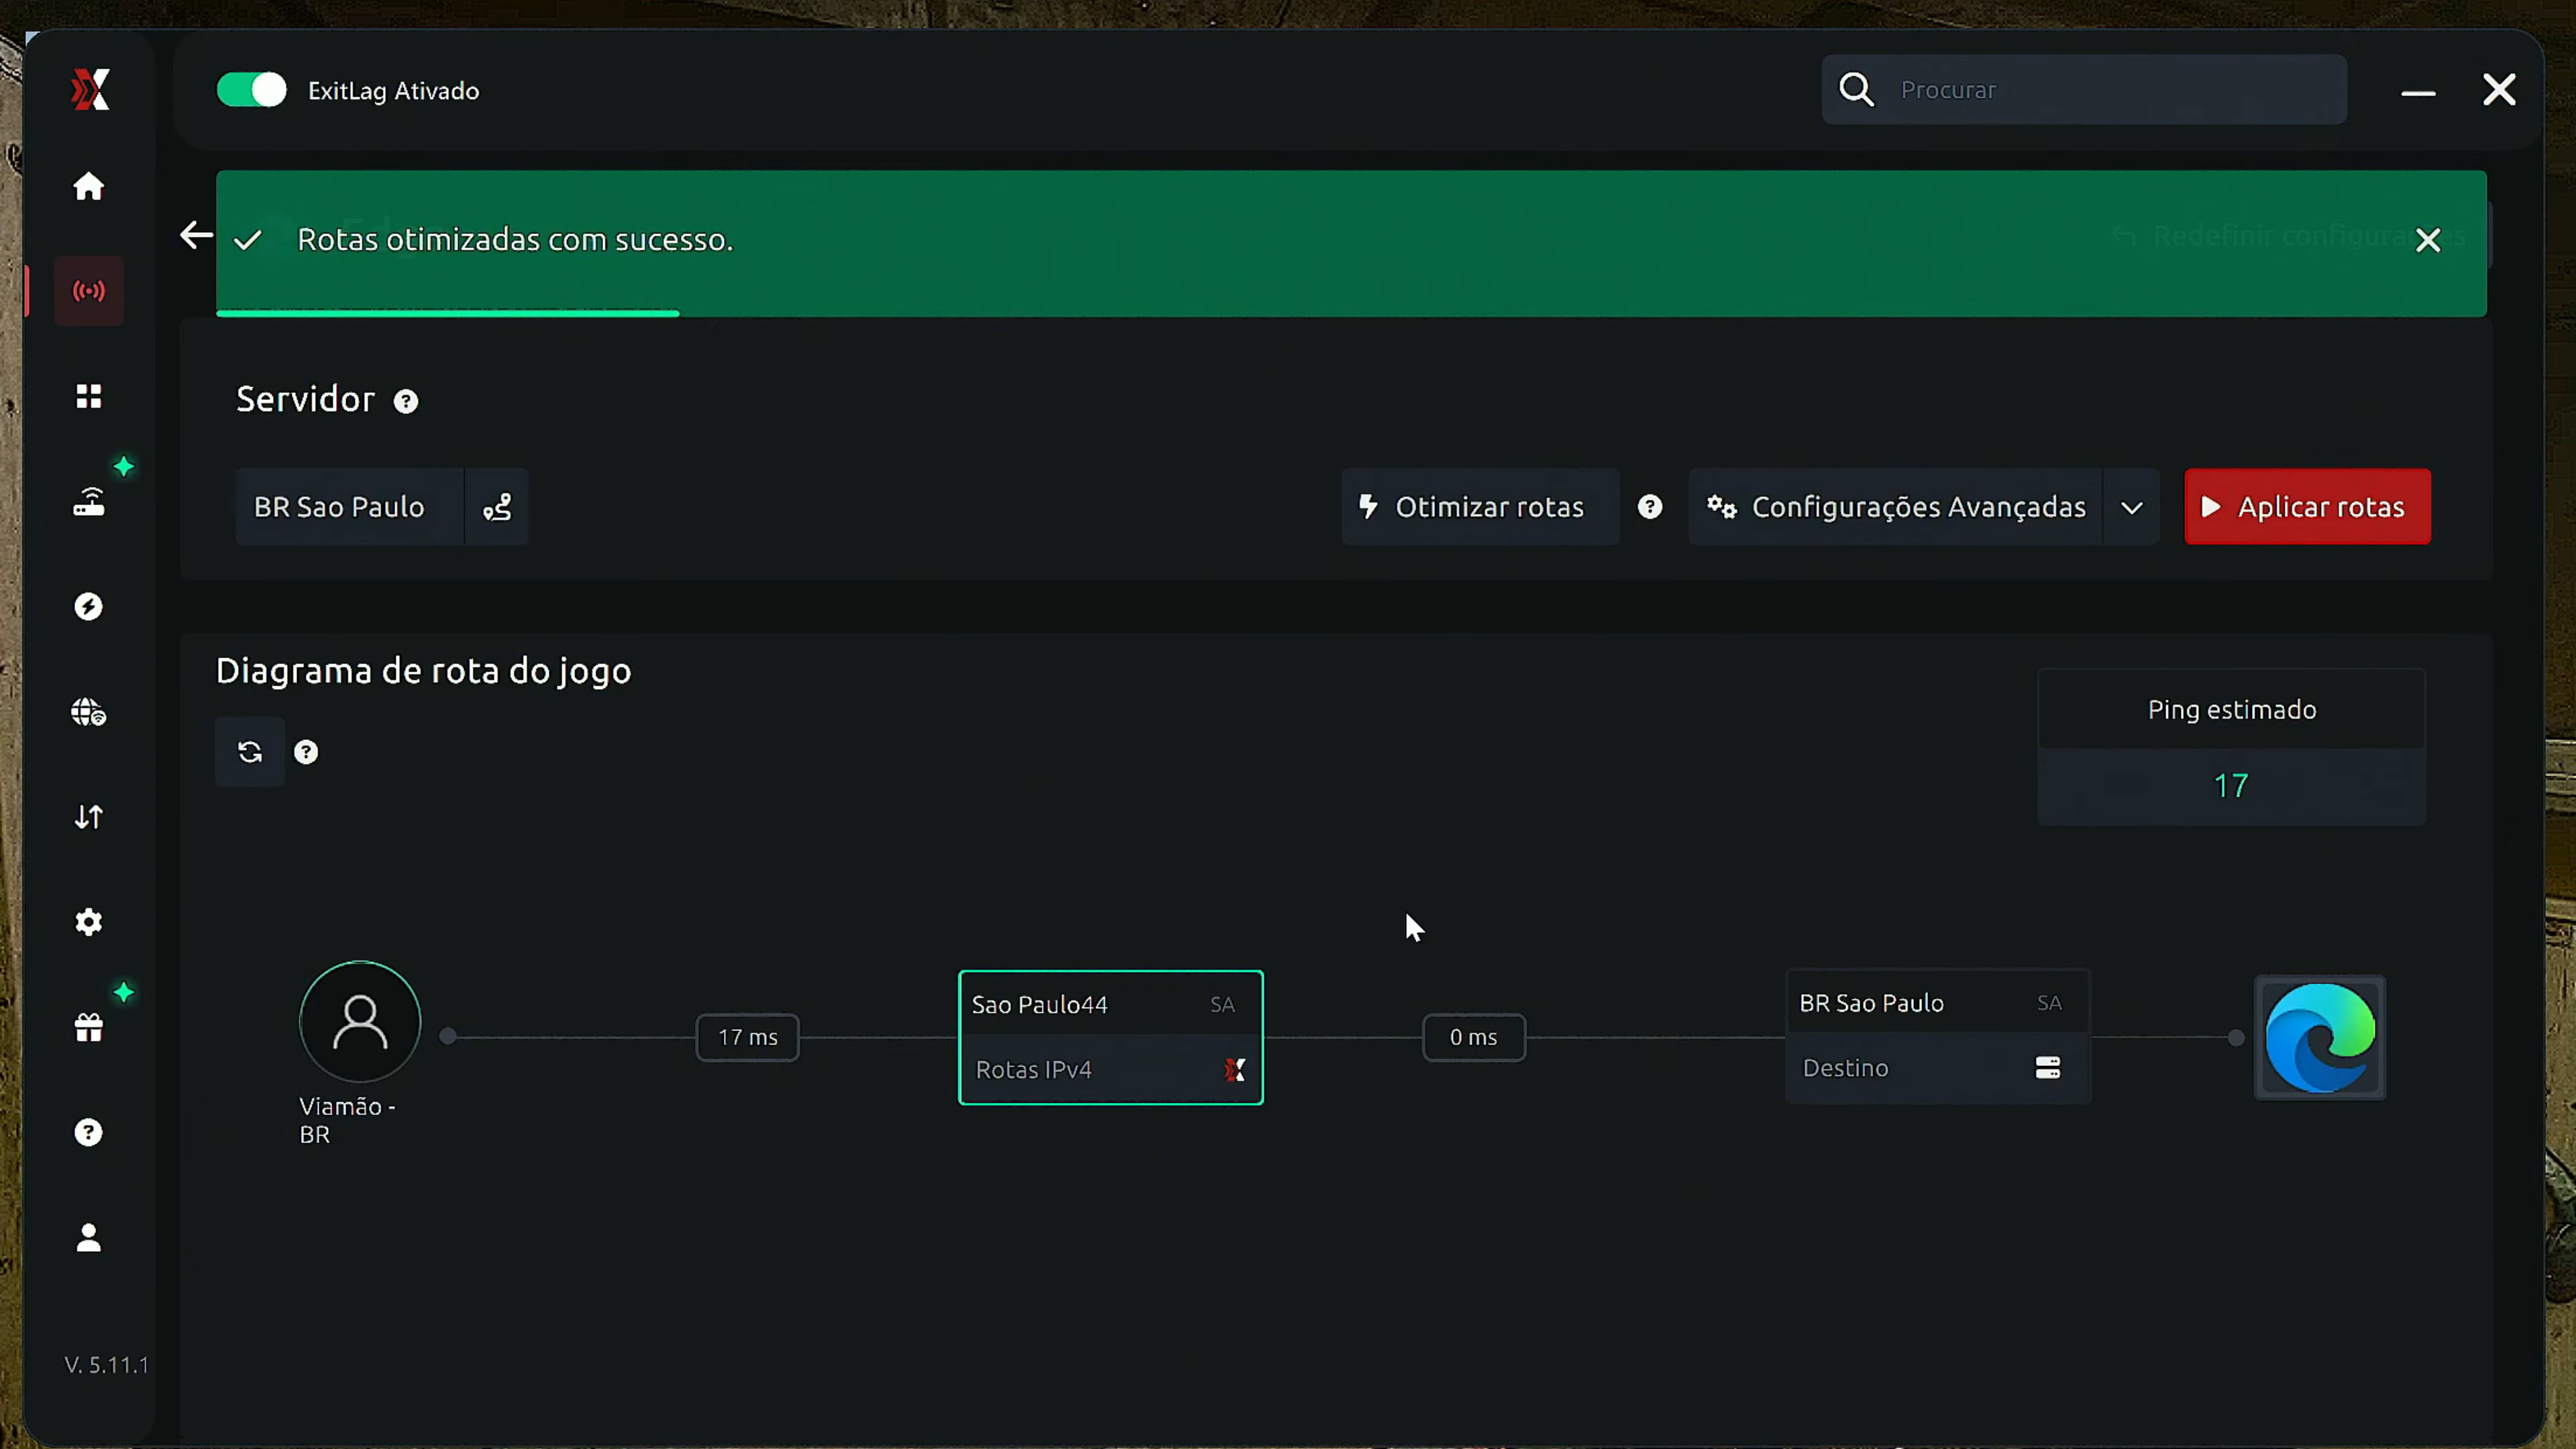 ExitLag Ativado
Procurar
Rotas otimizadas com sucesso.
Redefinir configura
Servidor
BR Sao Paulo
Otimizar rotas
Configurações Avançadas
Aplicar rotas
Diagrama de rota do jogo
Ping estimado
17
17 ms
Sao Paulo44 SA
Rotas IPv4
0 ms
BR Sao Paulo SA
Destino
Viamão -
BR
V. 5.11.1